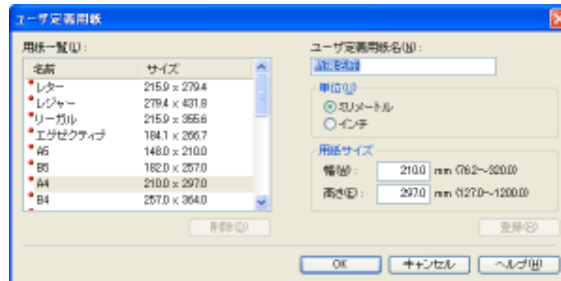 ユーザ定義用紙
用紙一覧(L):
名前 サイズ
レター 215.9 x 279.4
レジャー 279.4 x 431.8
リーガル 215.9 x 355.6
エグゼクティブ 184.1 x 266.7
A5 148.0 x 210.0
B5 182.0 x 257.0
A4 210.0 x 297.0
B4 257.0 x 364.0
削除(D)
ユーザ定義用紙名(N):
単位(U)
ミリメートル
インチ
用紙サイズ
幅(W): 210.0 mm (76.2~320.0)
高さ(E): 297.0 mm (127.0~1200.0)
登録(S)
OK キャンセル ヘルプ(H)